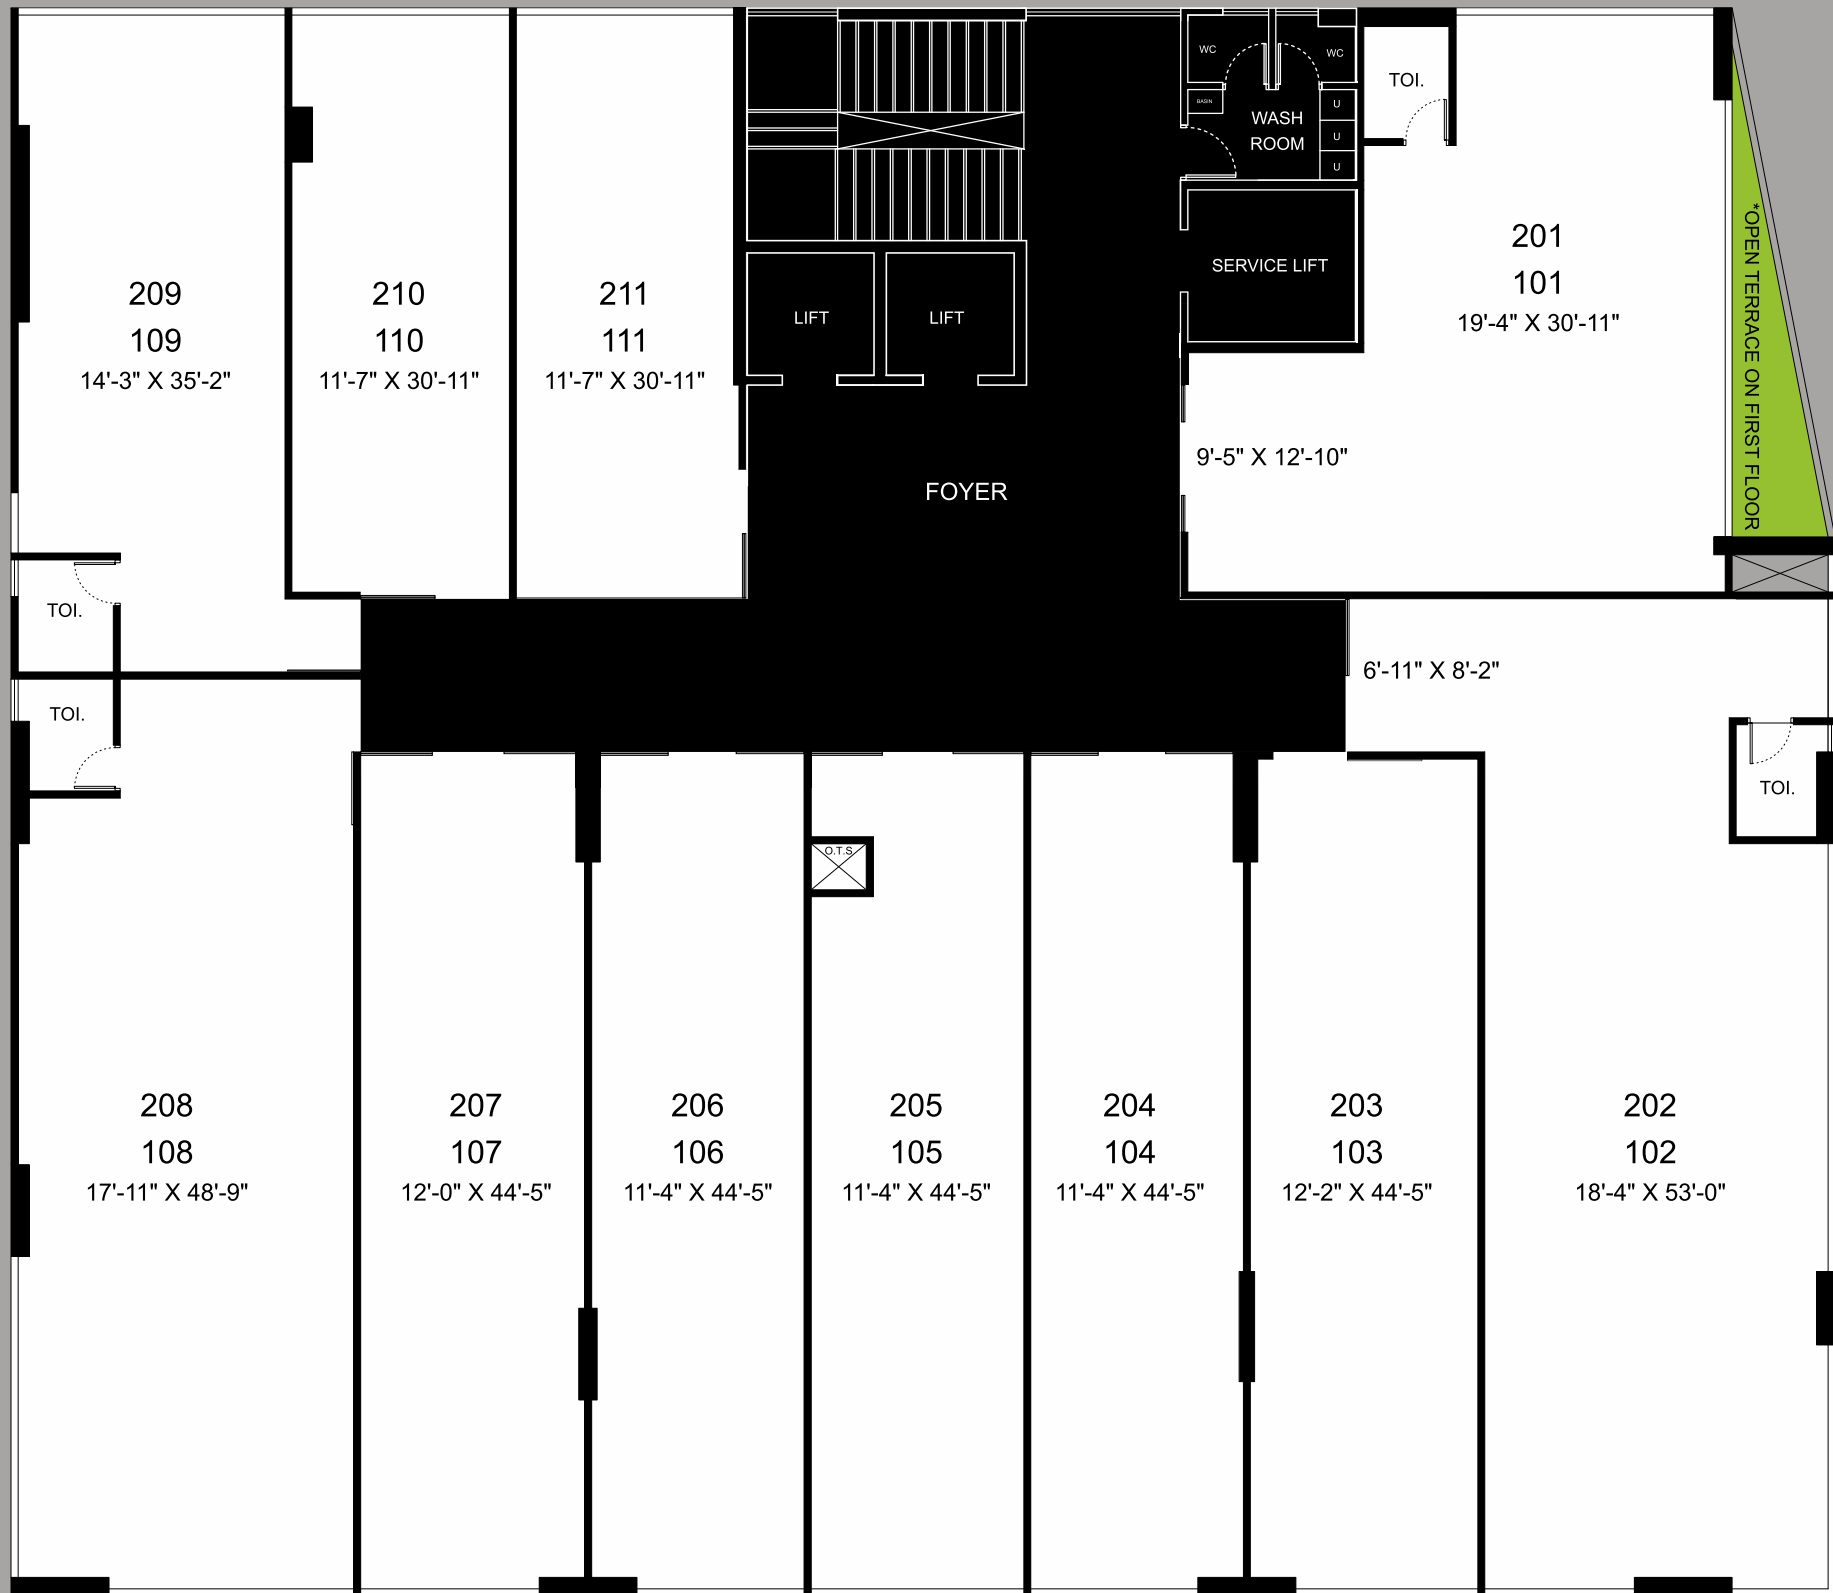 WC
WC
BASIN
U
U
U
WASH
ROOM
TOI.
SERVICE LIFT
LIFT
LIFT
201
101
19'-4" X 30'-11"
*OPEN TERRACE ON FIRST FLOOR
209
109
14'-3" X 35'-2"
210
110
11'-7" X 30'-11"
211
111
11'-7" X 30'-11"
9'-5" X 12'-10"
FOYER
TOI.
6'-11" X 8'-2"
TOI.
TOI.
O.T.S
208
108
17'-11" X 48'-9"
207
107
12'-0" X 44'-5"
206
106
11'-4" X 44'-5"
205
105
11'-4" X 44'-5"
204
104
11'-4" X 44'-5"
203
103
12'-2" X 44'-5"
202
102
18'-4" X 53'-0"